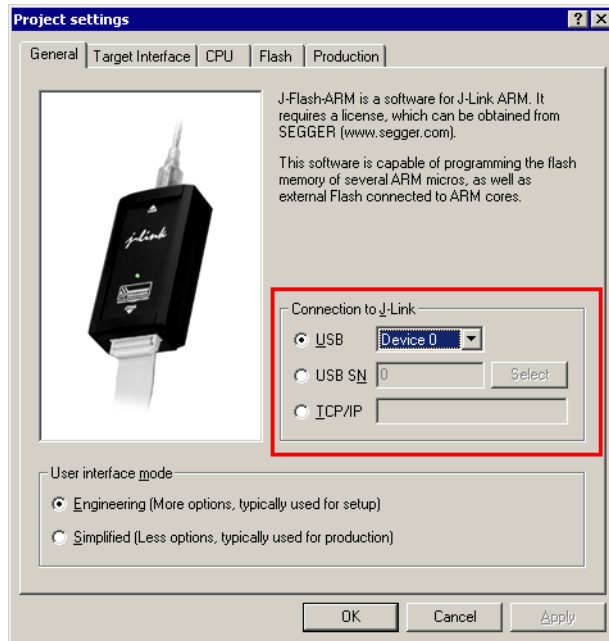 Project settings
General Target Interface CPU Flash Production
J-Flash-ARM is a software for J-Link ARM. It
requires a license, which can be obtained from
SEGGER (www.segger.com).
This software is capable of programming the flash
memory of several ARM micros, as well as
external Flash connected to ARM cores.
j-link
Connection to J-Link
USB Device 0
USB SN 0 Select
TCP/IP
User interface mode
Engineering (More options, typically used for setup)
Simplified (Less options, typically used for production)
OK Cancel Apply